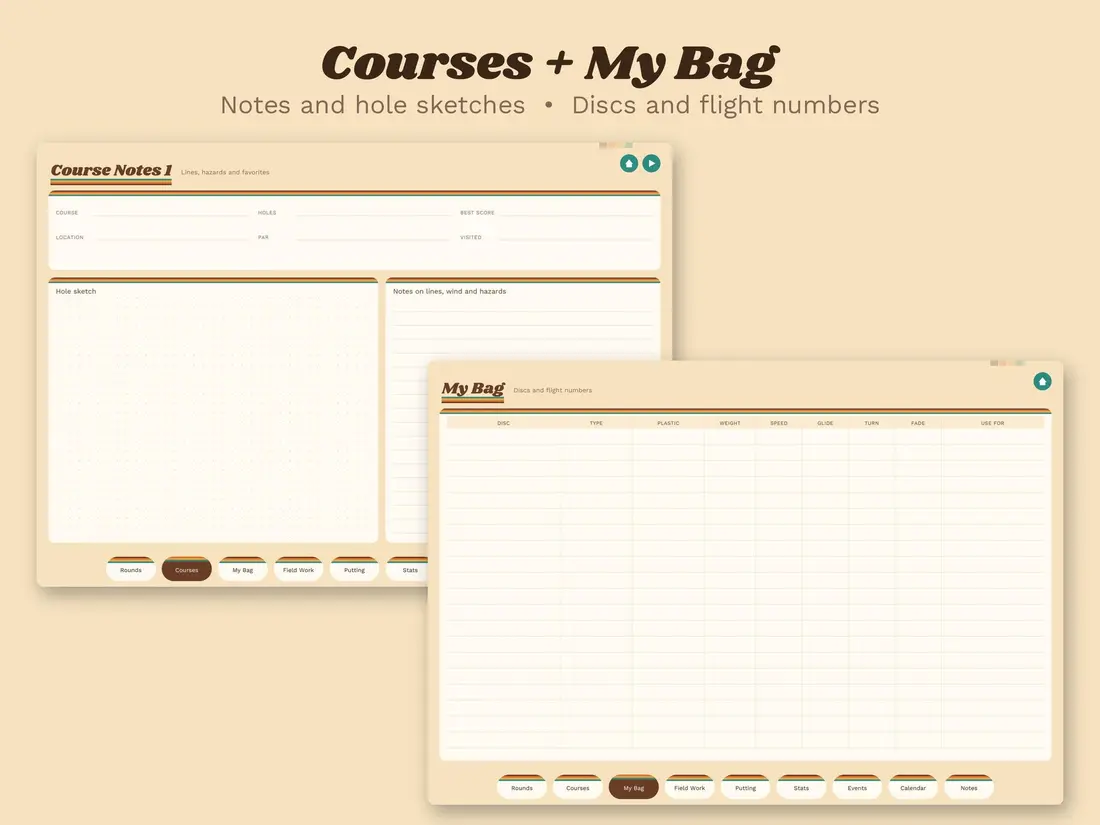 Courses + My Bag
Notes and hole sketches • Discs and flight numbers
Course Notes 1 Lines, hazards and favorites
COURSE HOLES BEST SCORE
LOCATION PAR VISITED
Hole sketch Notes on lines, wind and hazards
Rounds Courses My Bag Field Work Putting Stats
My Bag Discs and flight numbers
DISC TYPE PLASTIC WEIGHT SPEED GLIDE TURN FADE USE FOR
Rounds Courses My Bag Field Work Putting Stats Events Calendar Notes